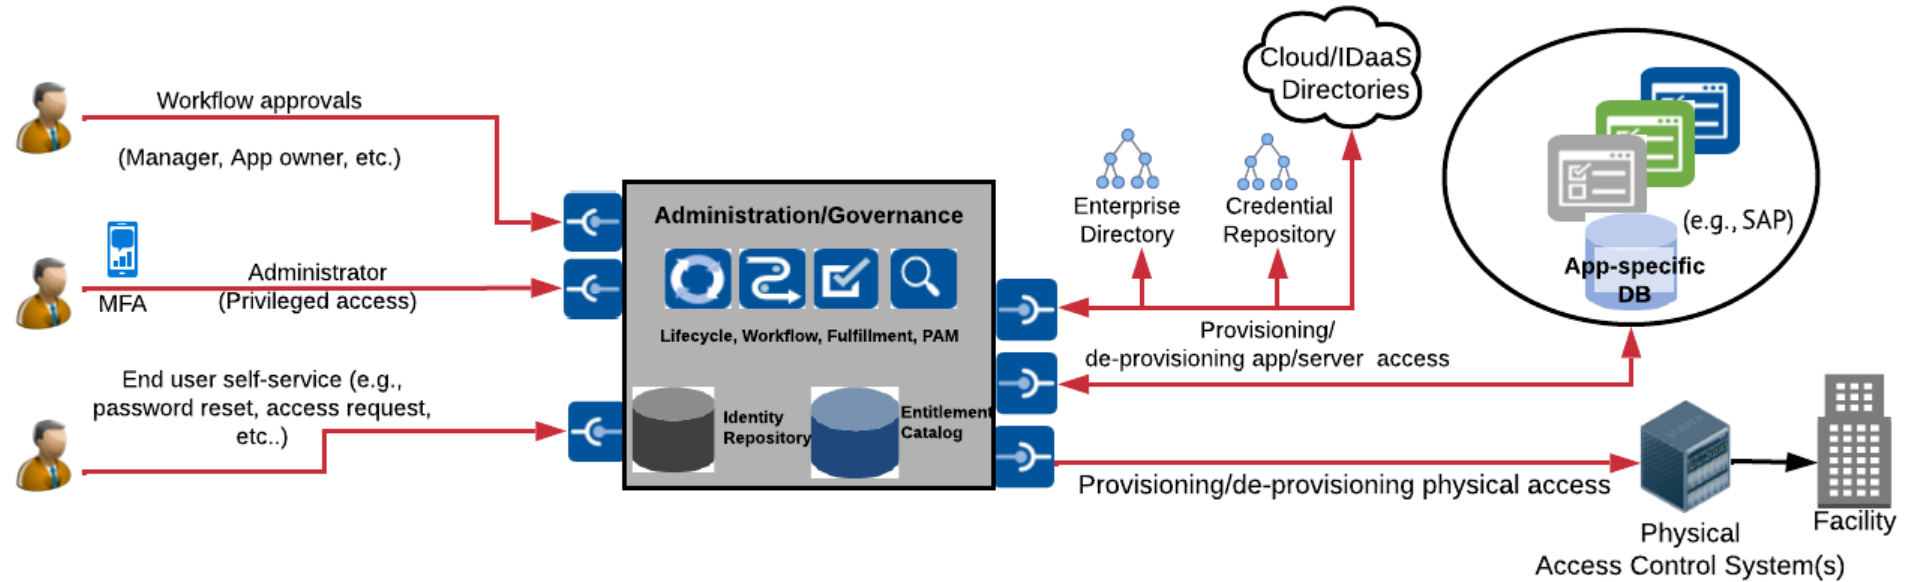 Workflow approvals
(Manager, App owner, etc.)
MFA
Administrator
(Privileged access)
End user self-service (e.g.,
password reset, access request,
etc..)
Administration/Governance
Lifecycle, Workflow, Fulfillment, PAM
Identity
Repository
Entitlement
Catalog
Enterprise
Directory
Credential
Repository
Cloud/IDaaS
Directories
(e.g., SAP)
App-specific
DB
Provisioning/
de-provisioning app/server access
Provisioning/de-provisioning physical access
Physical
Access Control System(s)
Facility